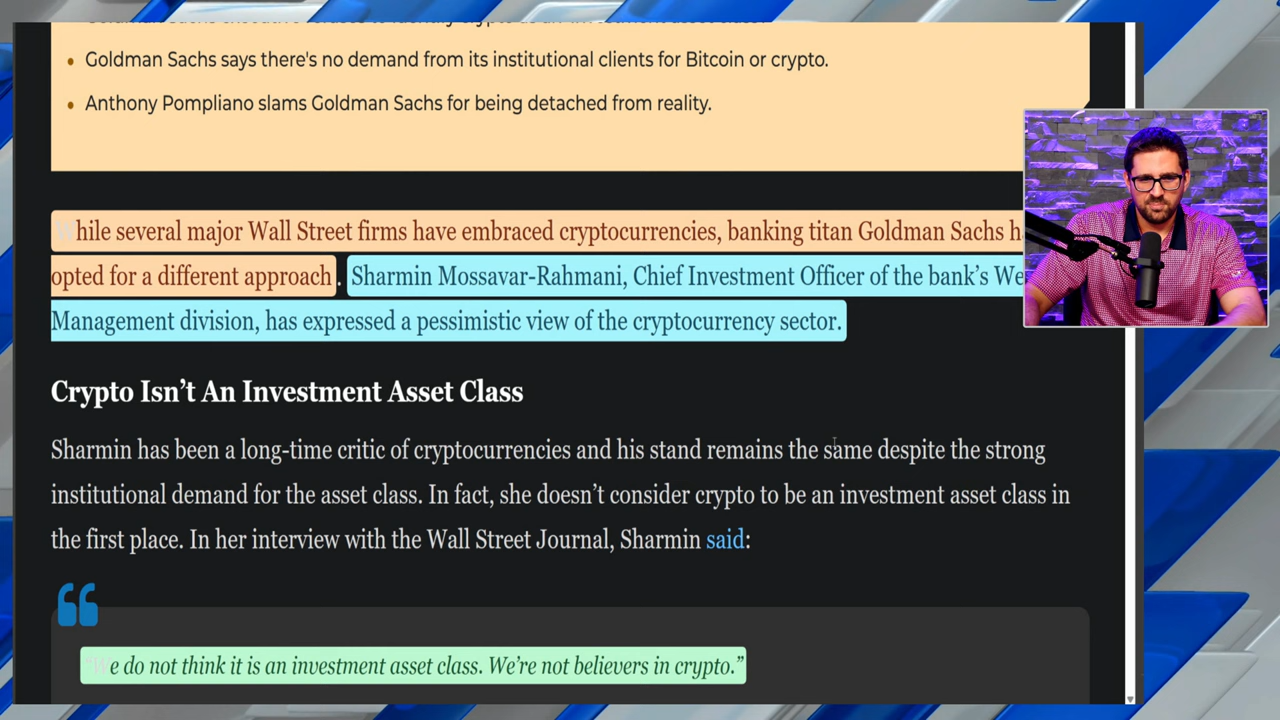 Goldman Sachs says there's no demand from its institutional clients for Bitcoin or crypto.
Anthony Pompliano slams Goldman Sachs for being detached from reality.
hile several major Wall Street firms have embraced cryptocurrencies, banking titan Goldman Sachs h
opted for a different approach. Sharmin Mossavar-Rahmani, Chief Investment Officer of the bank’s We
Management division, has expressed a pessimistic view of the cryptocurrency sector.
Crypto Isn’t An Investment Asset Class
Sharmin has been a long-time critic of cryptocurrencies and his stand remains the same despite the strong
institutional demand for the asset class. In fact, she doesn’t consider crypto to be an investment asset class in
the first place. In her interview with the Wall Street Journal, Sharmin said:
“We do not think it is an investment asset class. We’re not believers in crypto.”